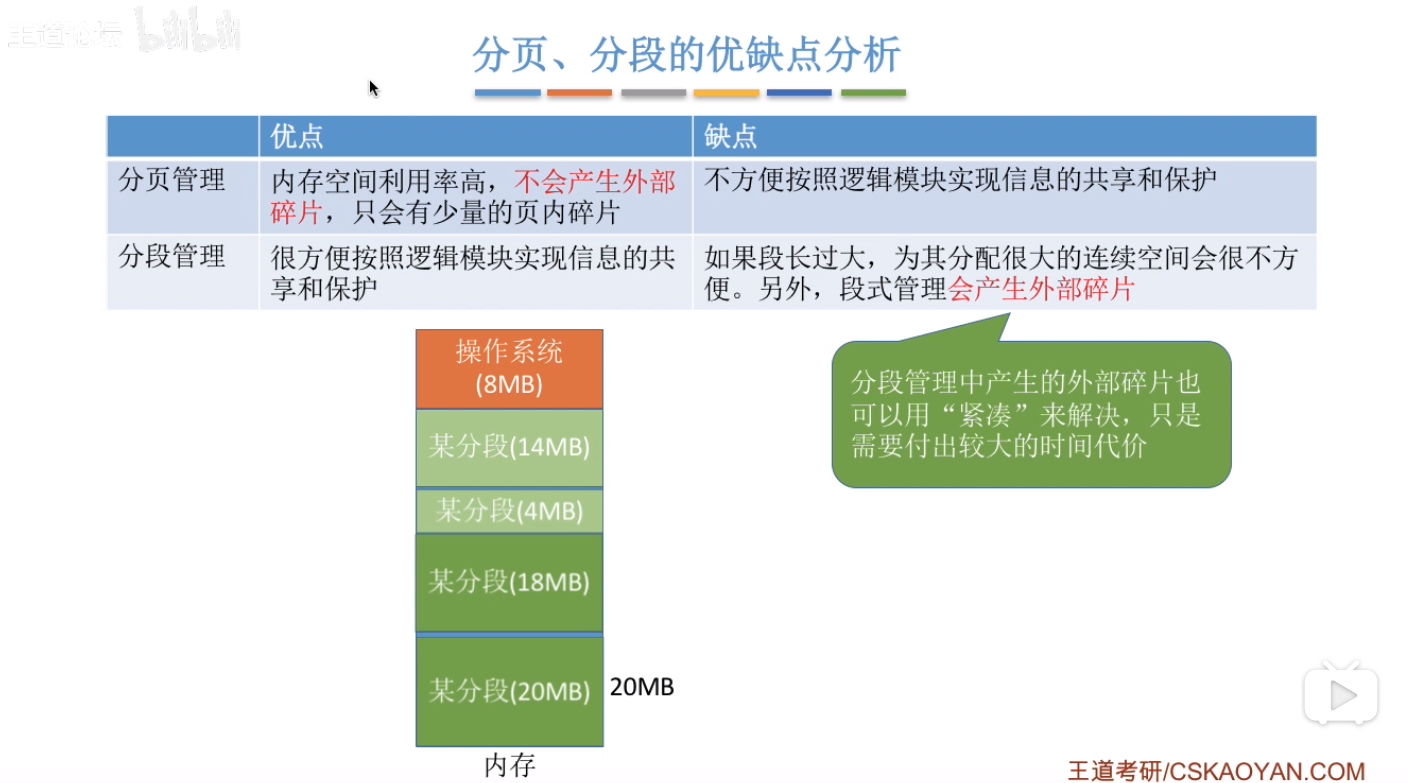 王道论坛 bilibili
分页、分段的优缺点分析
优点 缺点
分页管理 内存空间利用率高，不会产生外部 不方便按照逻辑模块实现信息的共享和保护
碎片，只会有少量的页内碎片
分段管理 很方便按照逻辑模块实现信息的共 如果段长过大，为其分配很大的连续空间会很不方
享和保护 便。另外，段式管理会产生外部碎片
操作系统
(8MB)
某分段(14MB)
某分段(4MB)
某分段(18MB)
某分段(20MB) 20MB
内存
分段管理中产生的外部碎片也
可以用“紧凑”来解决，只是
需要付出较大的时间代价
王道考研/CSKAOYAN.COM